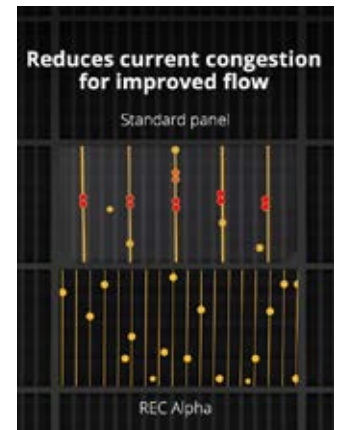 Reduces current congestion
for improved flow
Standard panel
REC Alpha